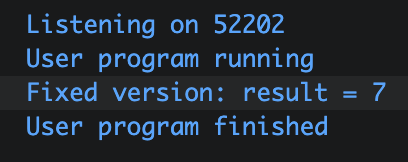 Listening on 52202
User program running
Fixed version: result = 7
User program finished